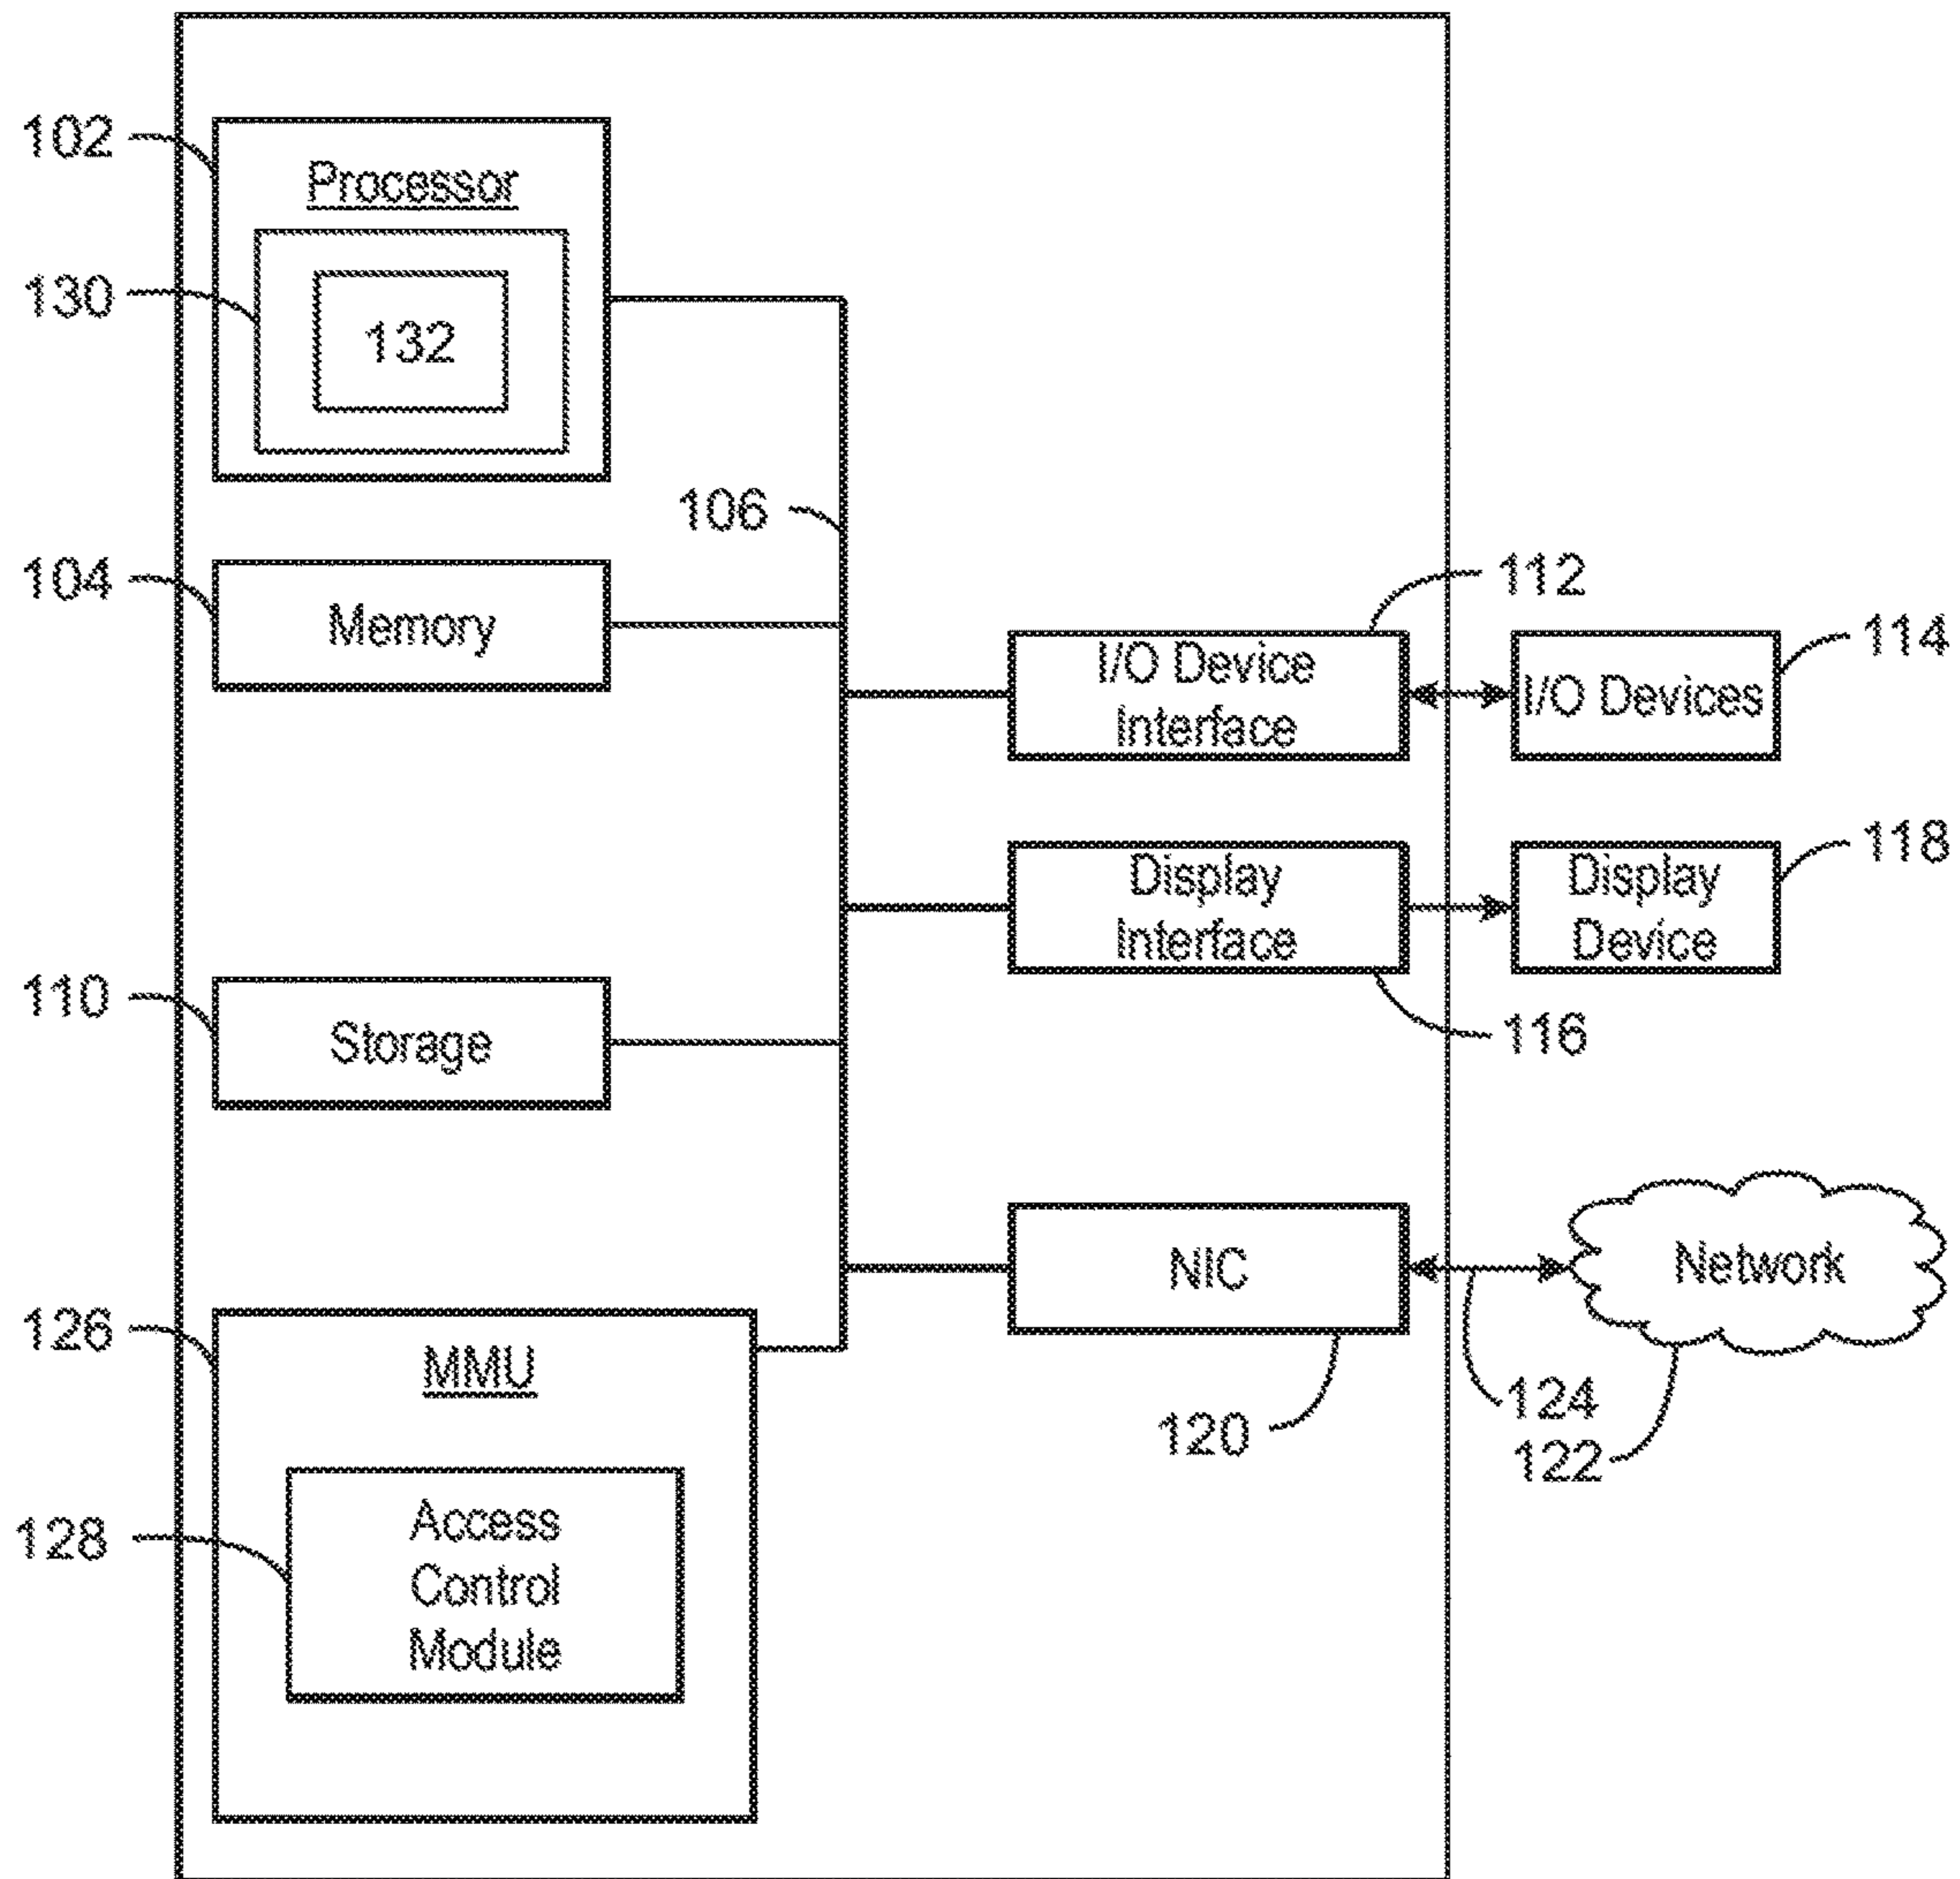 102
Processor
130
132
106
104
Memory
112
I/O Device
Interface
114
I/O Devices
118
Display
Interface
Display
Device
116
110
Storage
NIC
Network
126
MMU
124
120
122
128
Access
Control
Module